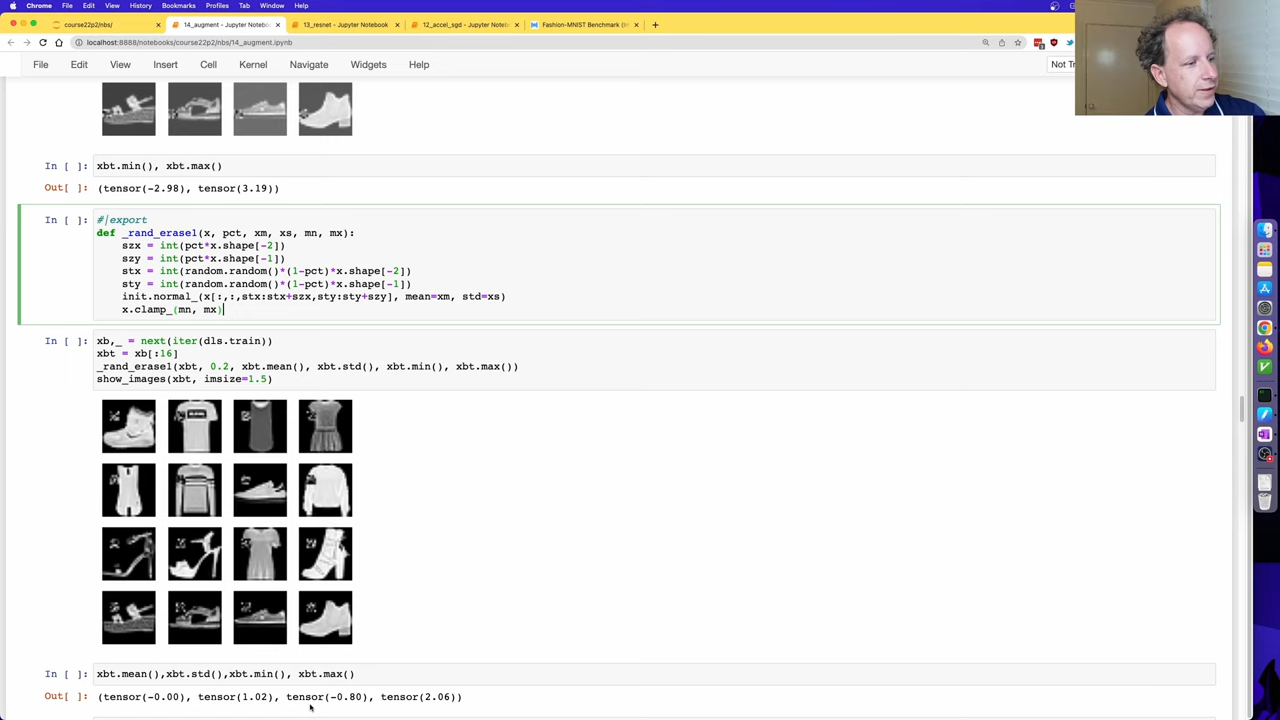 Chrome File Edit View History Bookmarks Profiles Tab Window Help
course22p2/nbs/ 14_augment - Jupyter Notebook 13_resnet - Jupyter Notebook 12_accel_sgd - Jupyter Notebook Fashion-MNIST Benchmark
localhost:8888/notebooks/course22p2/nbs/14_augment.ipynb
File Edit View Insert Cell Kernel Navigate Widgets Help Not
In [ ]: xbt.min(), xbt.max()
Out[ ]: (tensor(-2.98), tensor(3.19))
In [ ]: #|export
def _rand_erase1(x, pct, xm, xs, mn, mx):
szx = int(pct*x.shape[-2])
szy = int(pct*x.shape[-1])
stx = int(random.random()*(1-pct)*x.shape[-2])
sty = int(random.random()*(1-pct)*x.shape[-1])
init.normal_(x[:,:,stx:stx+szx,sty:sty+szy], mean=xm, std=xs)
x.clamp_(mn, mx)
In [ ]: xb,_ = next(iter(dls.train))
xbt = xb[:16]
_rand_erase1(xbt, 0.2, xbt.mean(), xbt.std(), xbt.min(), xbt.max())
show_images(xbt, imsize=1.5)
In [ ]: xbt.mean(),xbt.std(),xbt.min(), xbt.max()
Out[ ]: (tensor(-0.00), tensor(1.02), tensor(-0.80), tensor(2.06))